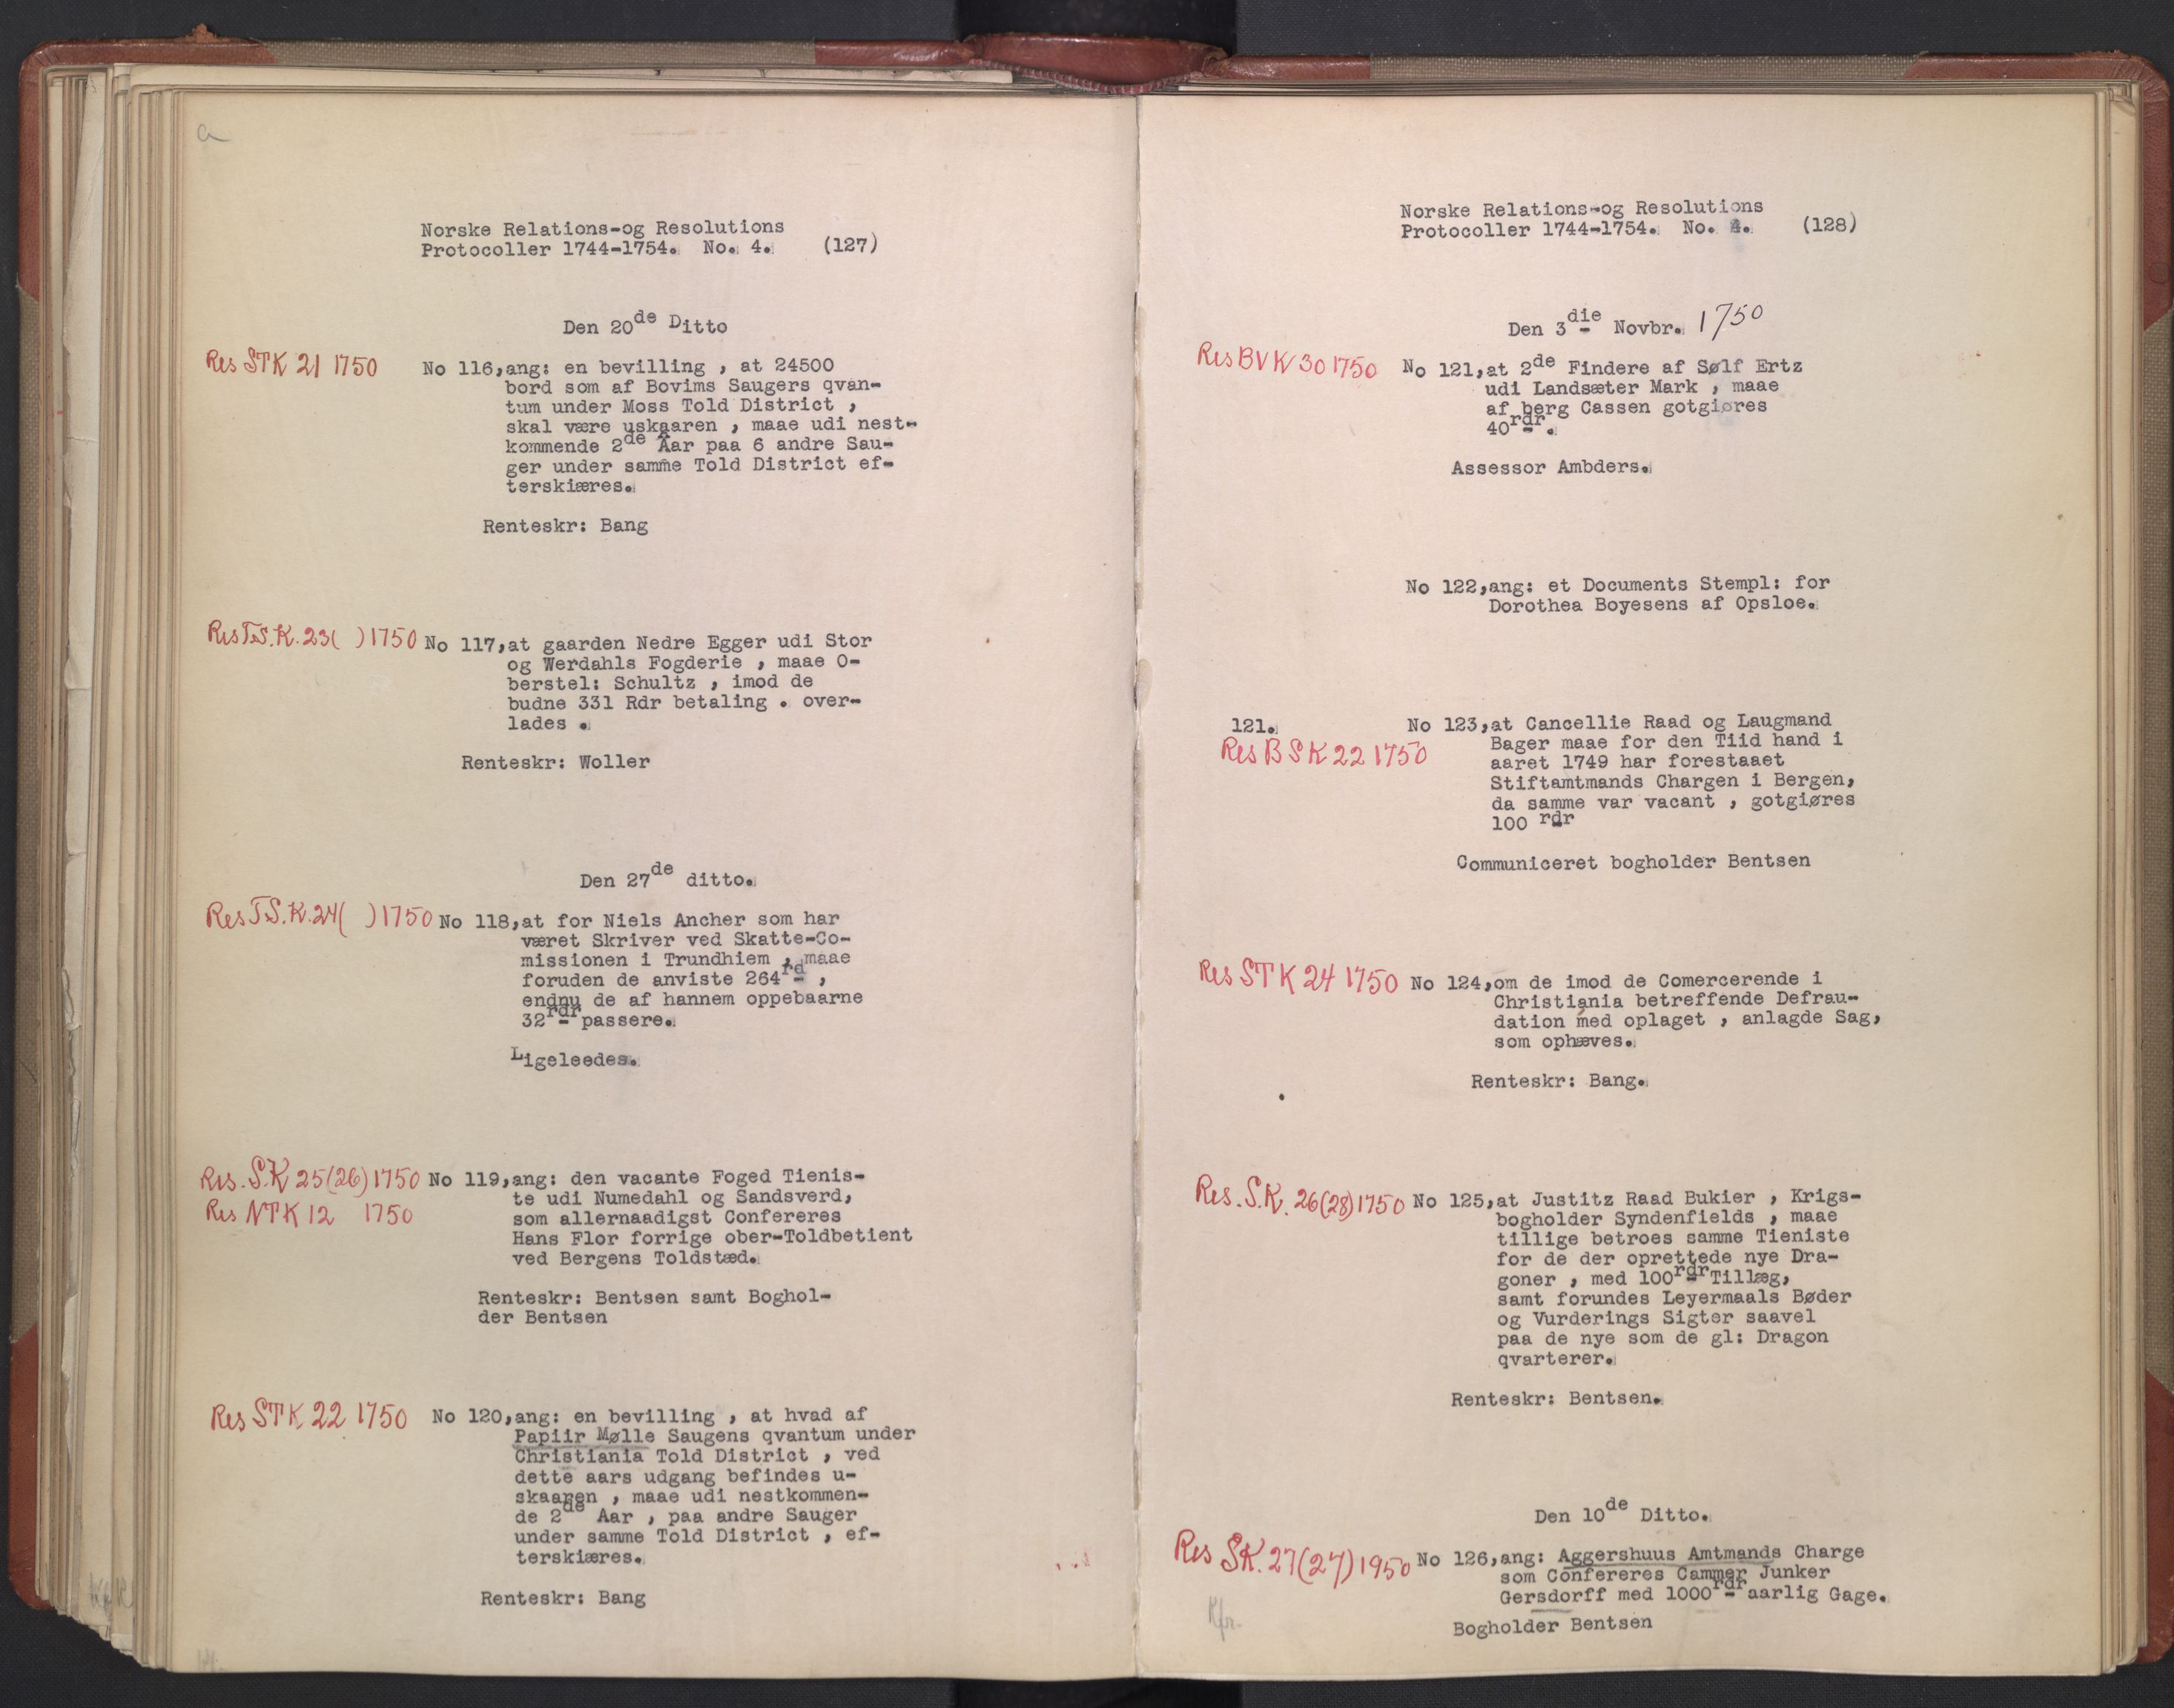 a
Norske Relations-og Resolutions
Protocoller 1744-1754. No. 4. (127)
Den 20de Ditto
Res STK 21 1750 No 116, ang: en bevilling , at 24500
bord som af Bovims Saugers qvan-
tum under Moss Told District ,
skal være uskaaren , maae udi nest-
kommende 2de Aar paa 6 andre Sau-
ger under samme Told District ef-
terskiæres.
Renteskr: Bang
Res T.S.K. 23( ) 1750 No 117, at gaarden Nedre Egger udi Stor
og Werdahls Fogderie , maae O-
berstel: Schultz , imod de
budne 331 Rdr betaling . over-
lades .
Renteskr: Woller
Den 27de ditto.
Res T.S.K. 24( ) 1750 No 118, at for Niels Ancher som har
været Skriver ved Skatte-Co-
missionen i Trundhiem , maae
foruden de anviste 264rd ,
endnu de af hannem oppebaarne
32rdr passere.
Ligeleedes.
Res. S.K 25(26) 1750 No 119, ang: den vacante Foged Tienis-
Res NTK 12 1750 te udi Numedahl og Sandsverd,
som allernaadigst Confereres
Hans Flor forrige ober-Toldbetient
ved Bergens Toldstæd.
Renteskr: Bentsen samt Boghol-
der Bentsen
Res STK 22 1750 No 120, ang: en bevilling , at hvad af
Papiir Mølle Saugens qvantum under
Christiania Told District , ved
dette aars udgang befindes u-
skaaren , maae udi nestkommen-
de 2de Aar , paa andre Sauger
under samme Told District , ef-
terskiæres.
Renteskr: Bang
Norske Relations-og Resolutions
Protocoller 1744-1754. No. 4. (128)
Den 3die Novbr. 1750
Res BVK 30 1750 No 121, at 2de Findere af Sølf Ertz
udi Landsæter Mark , maae
af berg Cassen gotgiøres
40rdr.
Assessor Ambders.
No 122, ang: et Documents Stempl: for
Dorothea Boyesens af Opsloe.
121. No 123, at Cancellie Raad og Laugmand
Res BSK 22 1750 Bager maae for den Tiid hand i
aaret 1749 har forestaaet
Stiftamtmands Chargen i Bergen,
da samme var vacant , gotgiøres
100 rdr
Communiceret bogholder Bentsen
Res STK 24 1750 No 124, om de imod de Comercerende i
Christiania betreffende Defrau-
dation med oplaget , anlagde Sag,
som ophæves.
Renteskr: Bang.
Res. S.K. 26(28) 1750 No 125, at Justitz Raad Bukier , Krigs-
bogholder Syndenfields , maae
tillige betroes samme Tieniste
for de der oprettede nye Dra-
goner , med 100rdr Tillæg,
samt forundes Leyermaals Bøder
og Vurderings Sigter saavel
paa de nye som de gl: Dragon
qvarterer.
Renteskr: Bentsen.
Den 10de Ditto.
Res SK. 27(27) 1950 No 126, ang: Aggershuus Amtmands Charge
som Confereres Cammer Junker
Gersdorff med 1000rdr aarlig Gage.
Bogholder Bentsen